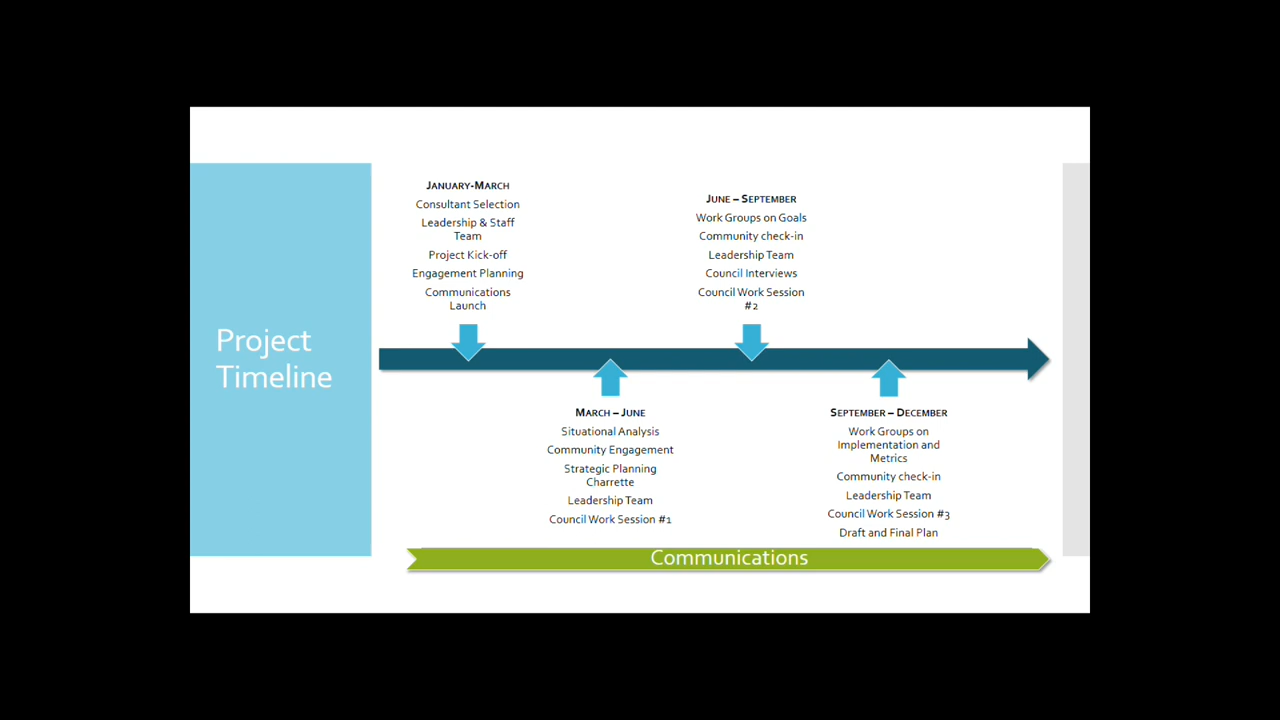 Project
Timeline
JANUARY-MARCH
Consultant Selection
Leadership & Staff
Team
Project Kick-off
Engagement Planning
Communications
Launch
MARCH – JUNE
Situational Analysis
Community Engagement
Strategic Planning
Charrette
Leadership Team
Council Work Session #1
JUNE – SEPTEMBER
Work Groups on Goals
Community check-in
Leadership Team
Council Interviews
Council Work Session
#2
SEPTEMBER – DECEMBER
Work Groups on
Implementation and
Metrics
Community check-in
Leadership Team
Council Work Session #3
Draft and Final Plan
Communications